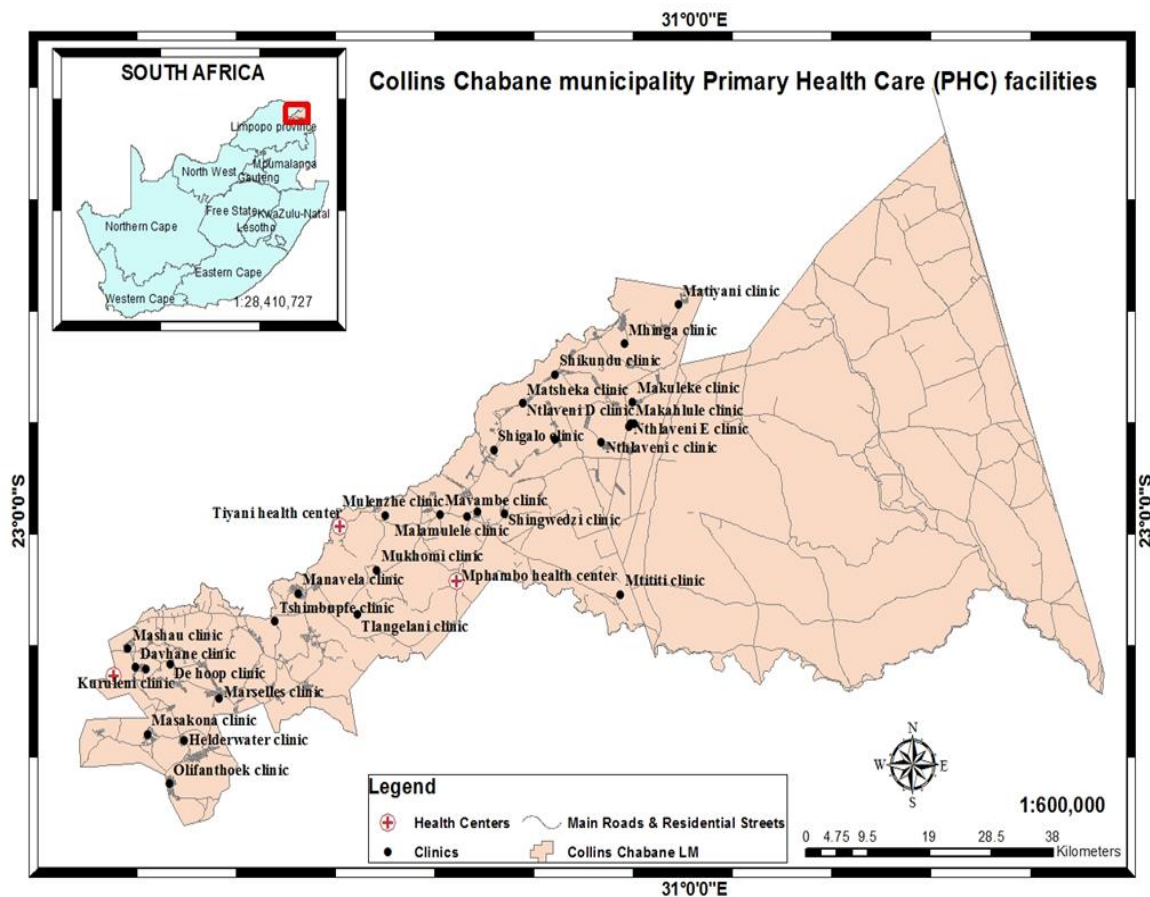 31°0'0"E
SOUTH AFRICA
Collins Chabane municipality Primary Health Care (PHC) facilities
Limpopo province
North West
Mpumalanga
Gauteng
Free State
KwaZulu-Natal
Lesotho
Northern Cape
Eastern Cape
Western Cape
1:28,410,727
Matiyani clinic
Mhinga clinic
Shikundu clinic
Matsheka clinic
Makuleke clinic
Ntlaveni D clinic
Makahlule clinic
Nthlaveni E clinic
Shigalo clinic
Nthlaveni c clinic
Mulenzhe clinic
Mavambe clinic
Tiyani health center
Shingwedzi clinic
Malamulele clinic
23°0'0"S
23°0'0"S
Mukhomi clinic
Manavela clinic
Mphambo health center
Mtititi clinic
Tshimbupfe clinic
Tlangelani clinic
Mashau clinic
Davhane clinic
De hoop clinic
Kuruleni clinic
Marselles clinic
Masakona clinic
Helderwater clinic
Olifanthoek clinic
N
W
E
S
Legend
Health Centers
Main Roads & Residential Streets
Clinics
Collins Chabane LM
1:600,000
0 4.75 9.5 19 28.5 38
Kilometers
31°0'0"E